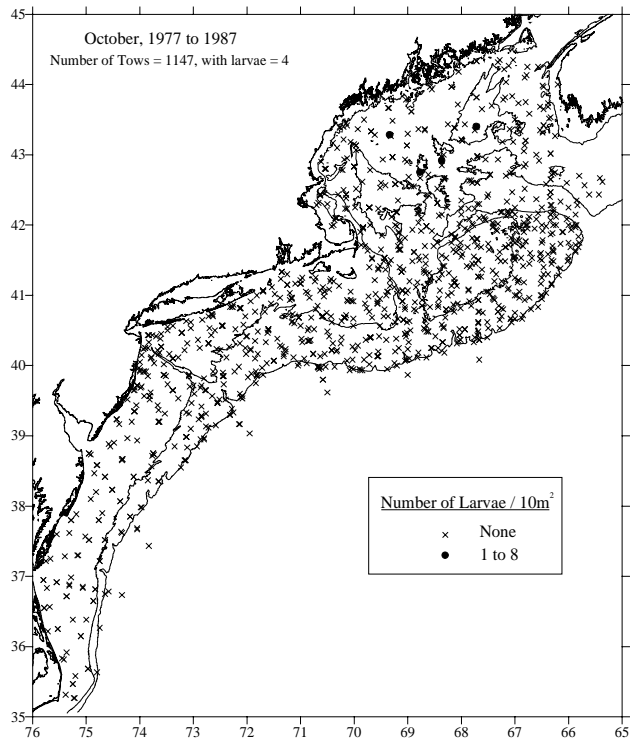 October, 1977 to 1987
Number of Tows = 1147, with larvae = 4
45
44
43
42
41
40
39
38
37
36
35
Number of Larvae / 10m²
× None
● 1 to 8
76 75 74 73 72 71 70 69 68 67 66 65